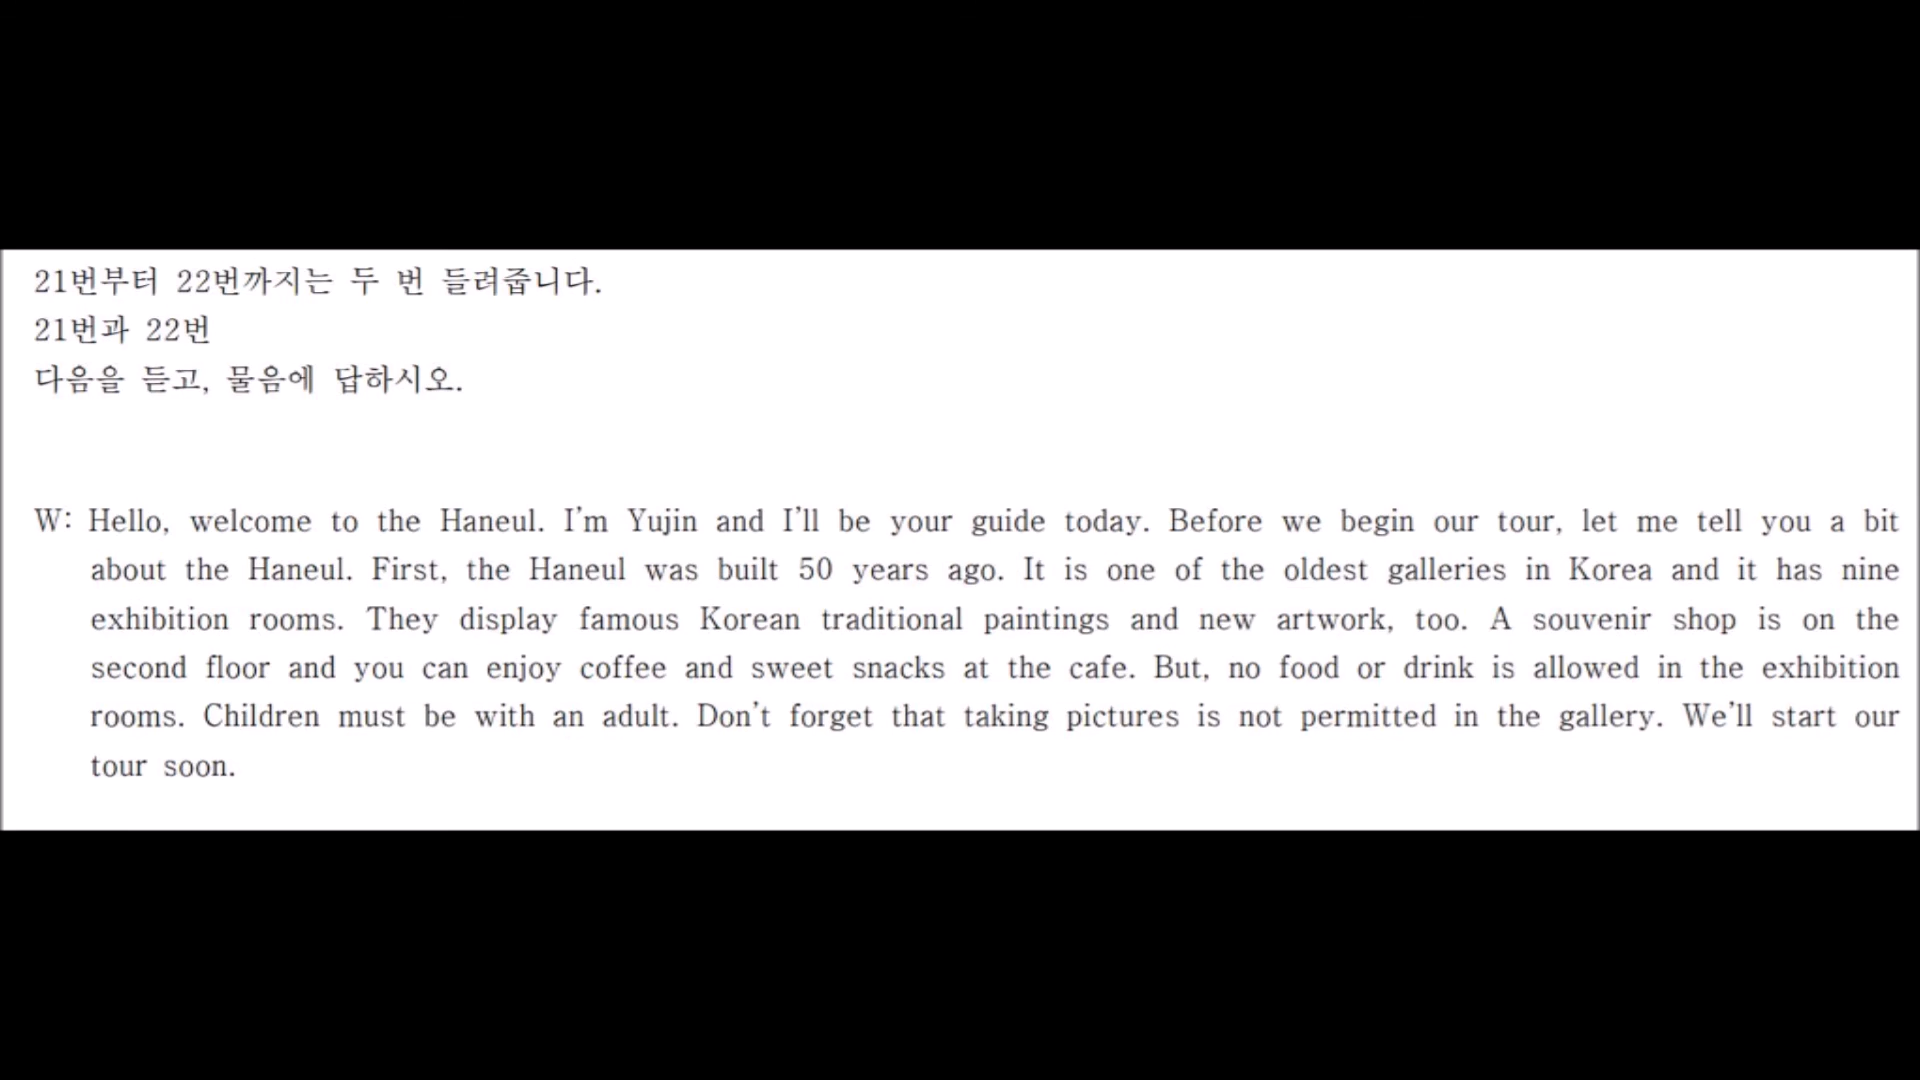 21번부터 22번까지는 두 번 들려줍니다.
21번과 22번
다음을 듣고, 물음에 답하시오.
W: Hello, welcome to the Haneul. I’m Yujin and I’ll be your guide today. Before we begin our tour, let me tell you a bit
about the Haneul. First, the Haneul was built 50 years ago. It is one of the oldest galleries in Korea and it has nine
exhibition rooms. They display famous Korean traditional paintings and new artwork, too. A souvenir shop is on the
second floor and you can enjoy coffee and sweet snacks at the cafe. But, no food or drink is allowed in the exhibition
rooms. Children must be with an adult. Don’t forget that taking pictures is not permitted in the gallery. We’ll start our
tour soon.